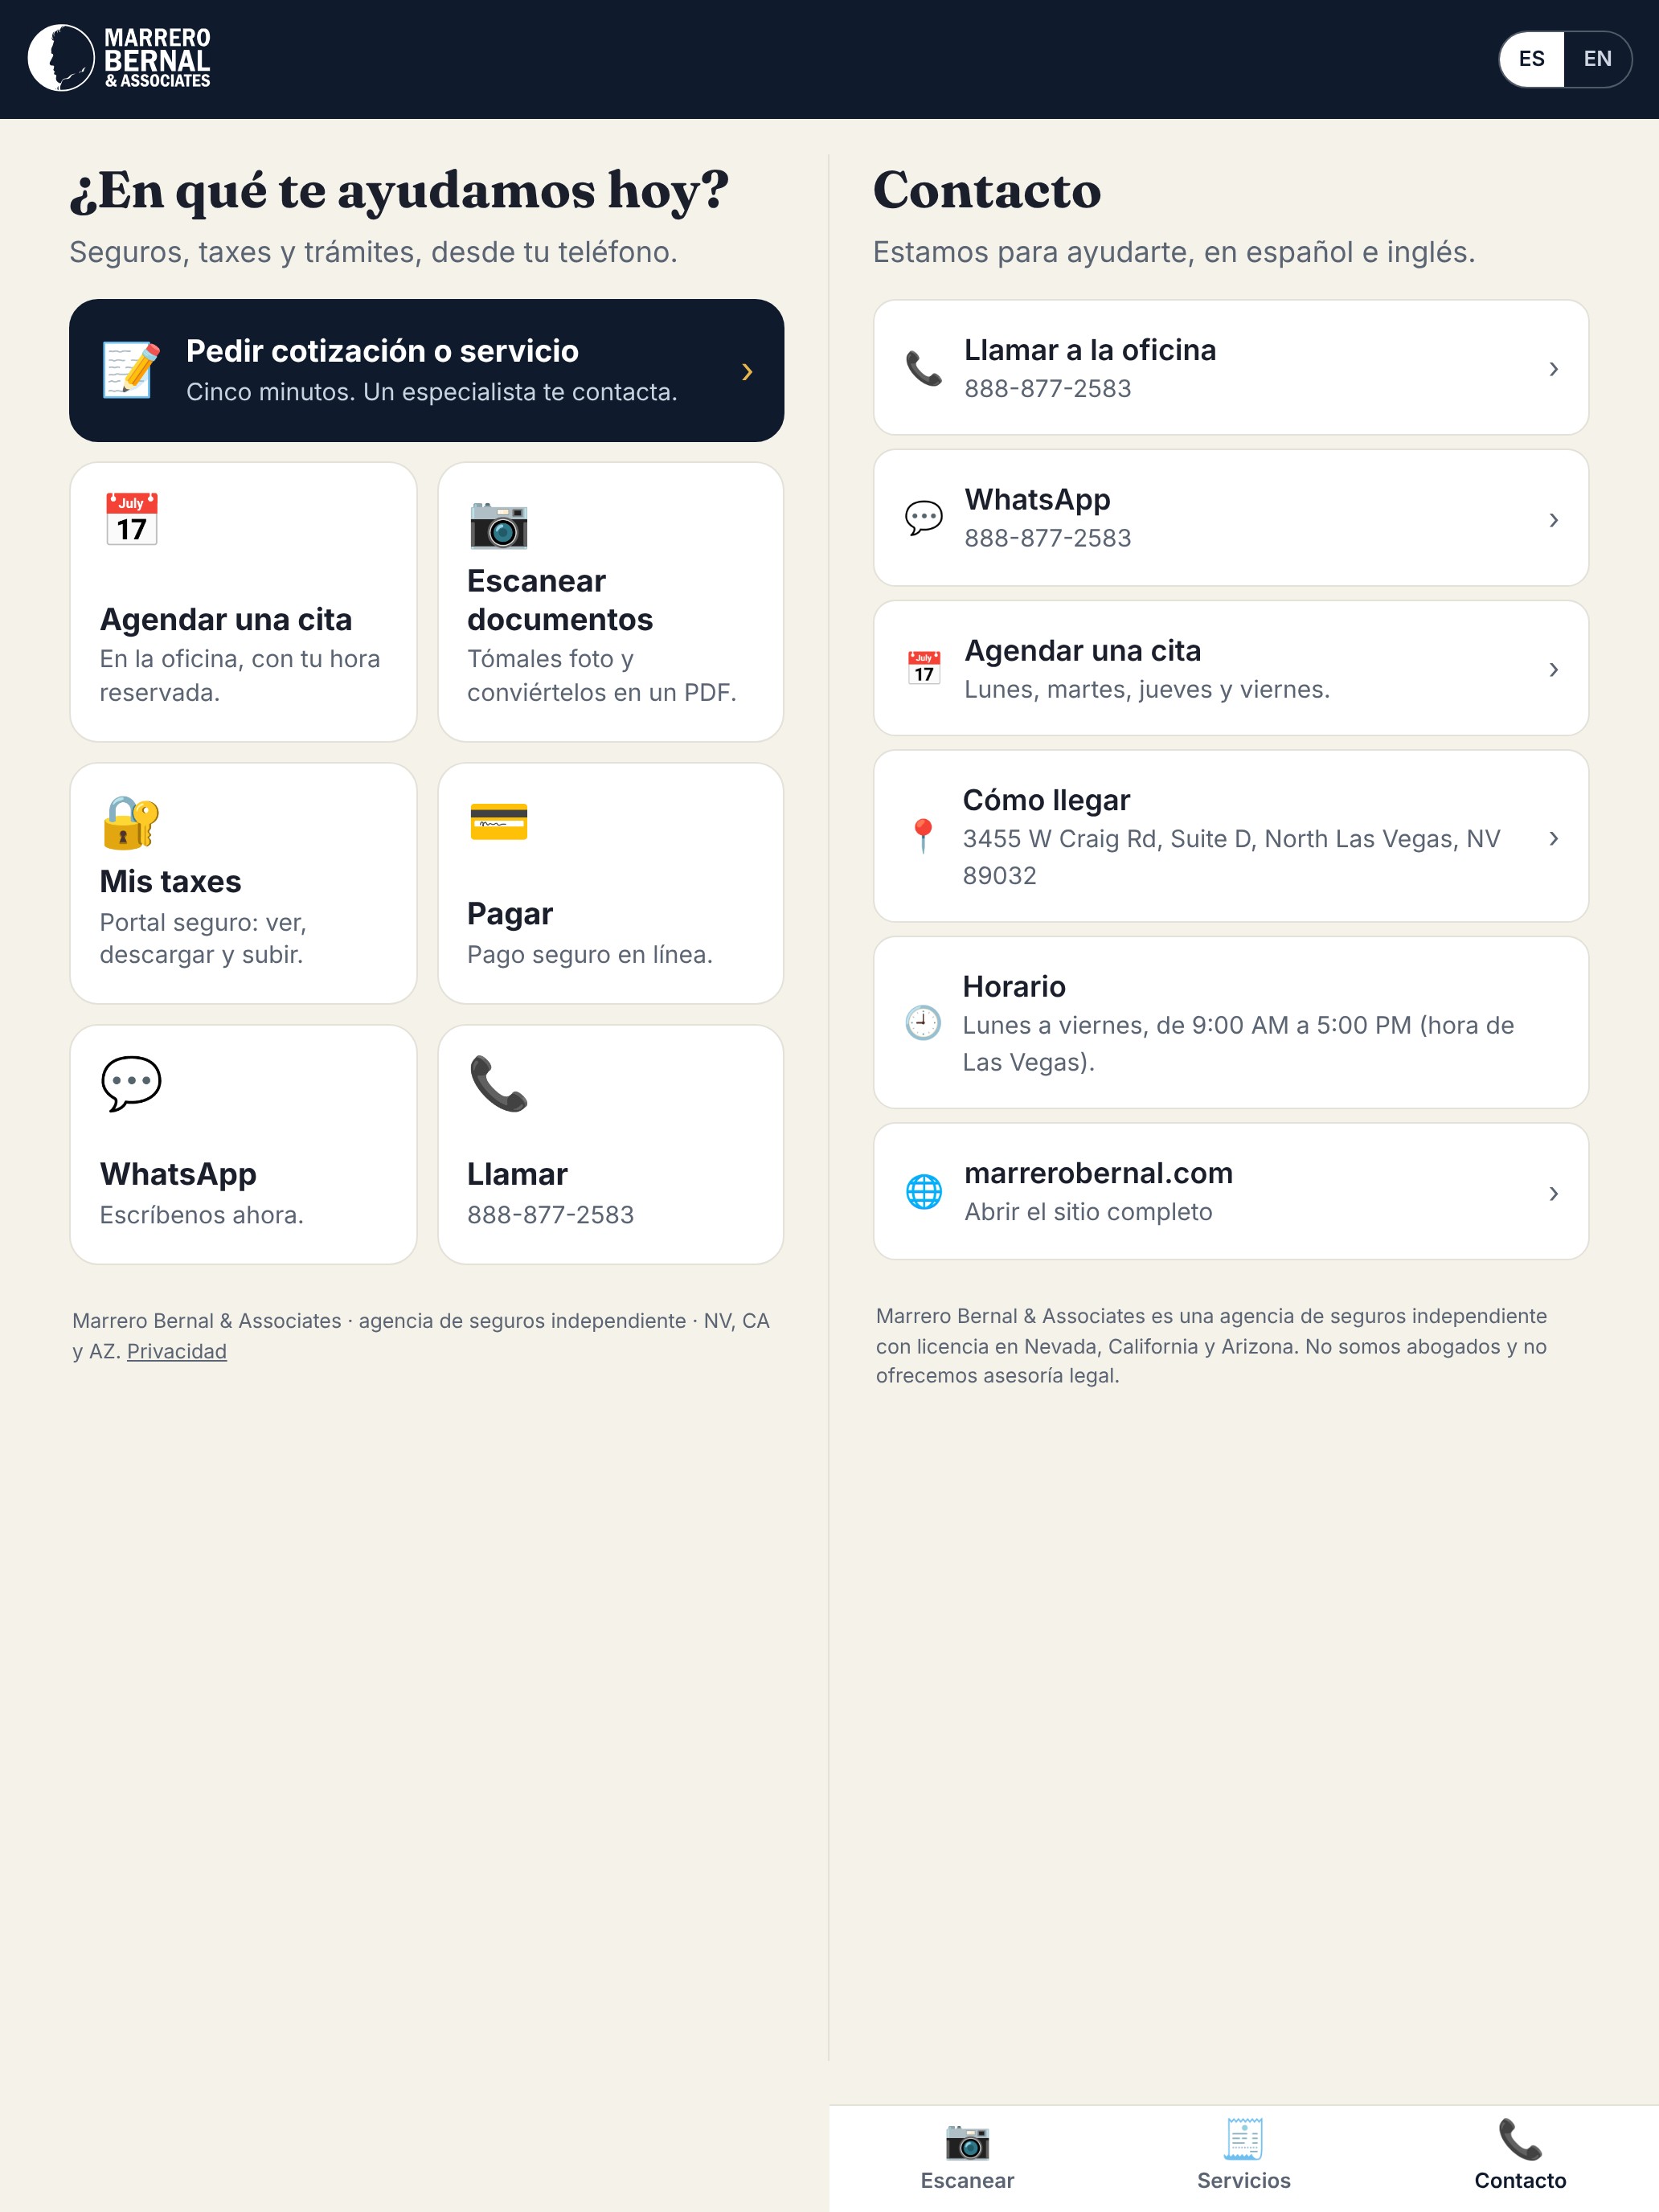 MARRERO
BERNAL
& ASSOCIATES
ES
EN
¿En qué te ayudamos hoy?
Seguros, taxes y trámites, desde tu teléfono.
Pedir cotización o servicio
Cinco minutos. Un especialista te contacta.
July
17
Agendar una cita
En la oficina, con tu hora
reservada.
Escanear
documentos
Tómales foto y
conviértelos en un PDF.
Mis taxes
Portal seguro: ver,
descargar y subir.
Pagar
Pago seguro en línea.
WhatsApp
Escríbenos ahora.
Llamar
888-877-2583
Marrero Bernal & Associates · agencia de seguros independiente · NV, CA
y AZ. Privacidad
Contacto
Estamos para ayudarte, en español e inglés.
Llamar a la oficina
888-877-2583
WhatsApp
888-877-2583
July
17
Agendar una cita
Lunes, martes, jueves y viernes.
Cómo llegar
3455 W Craig Rd, Suite D, North Las Vegas, NV
89032
Horario
Lunes a viernes, de 9:00 AM a 5:00 PM (hora de
Las Vegas).
marrerobernal.com
Abrir el sitio completo
Marrero Bernal & Associates es una agencia de seguros independiente
con licencia en Nevada, California y Arizona. No somos abogados y no
ofrecemos asesoría legal.
Escanear
Servicios
Contacto